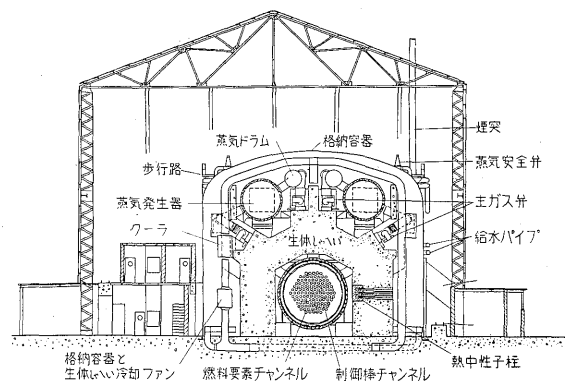 蒸気ドラム
格納容器
煙突
歩行路
蒸気安全弁
蒸気発生器
主ガス弁
クーラ
生体しゃへい
給水パイプ
格納容器と
生体しゃへい冷却ファン
燃料要素チャンネル
制御棒チャンネル
熱中性子柱